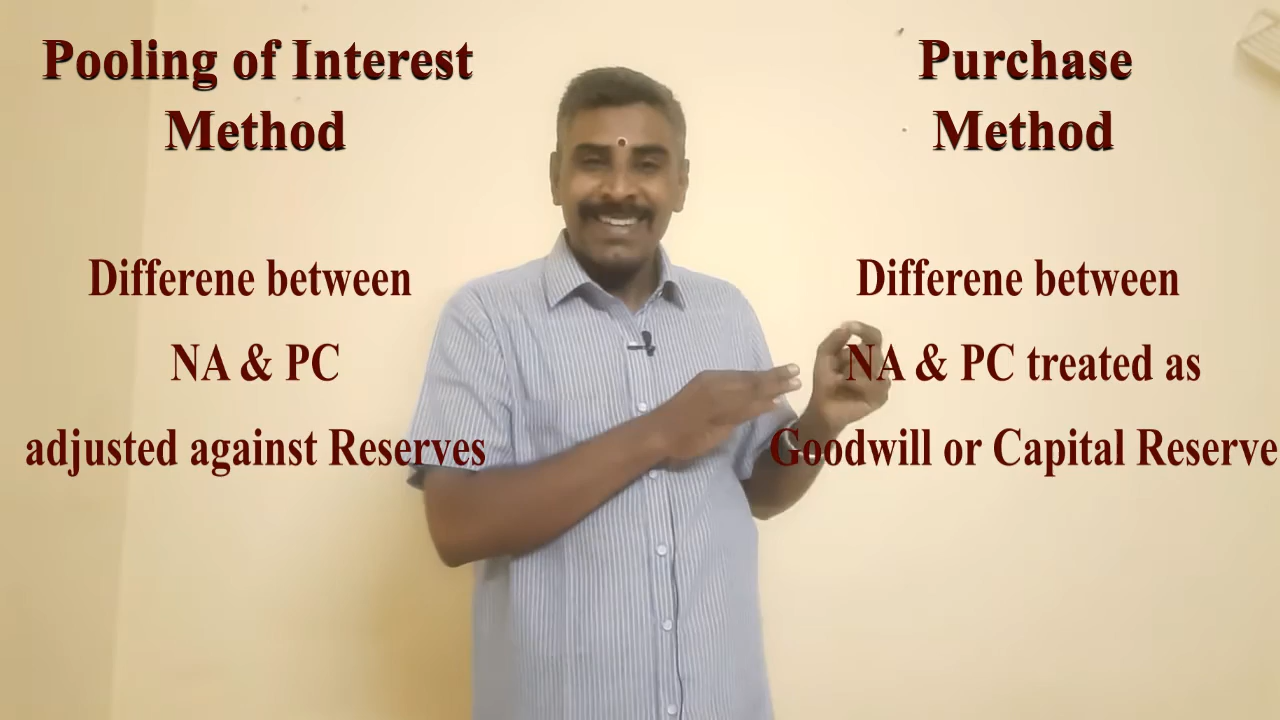 Pooling of Interest
Method
Differene between
NA & PC
adjusted against Reserves
Purchase
Method
Differene between
NA & PC treated as
Goodwill or Capital Reserve